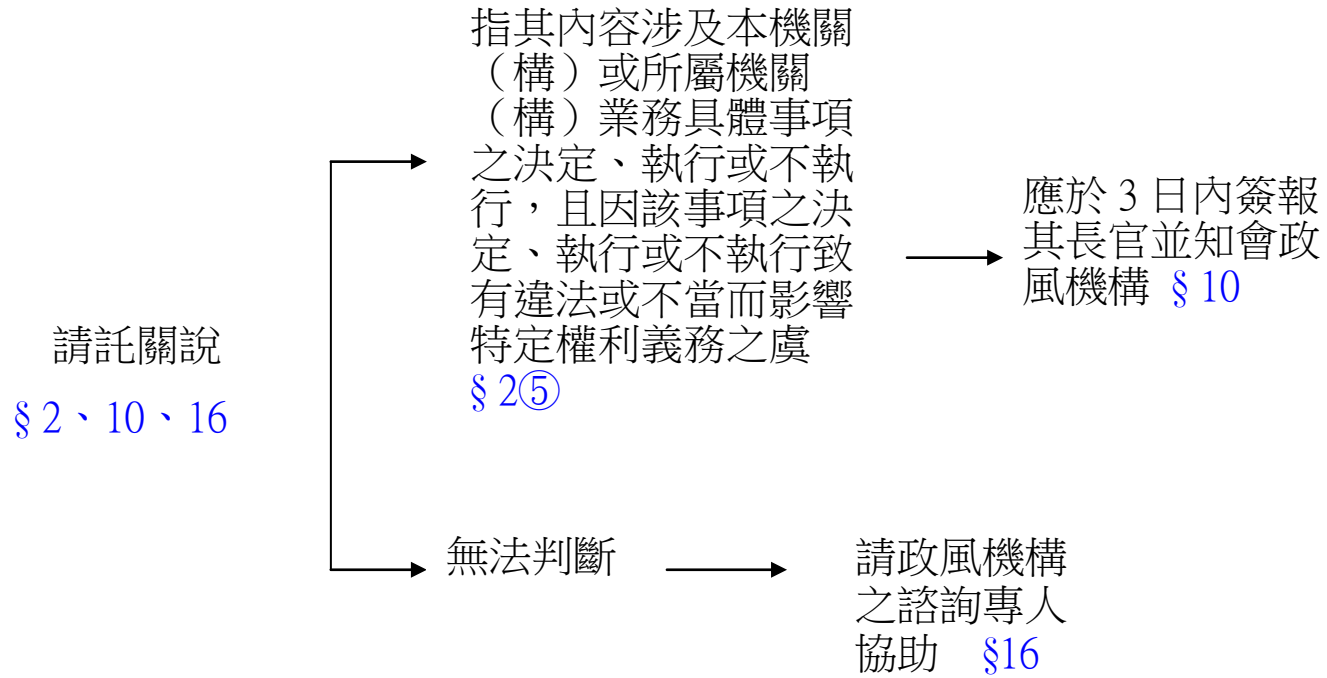 請託關說
§2、10、16
指其內容涉及本機關
（構）或所屬機關
（構）業務具體事項
之決定、執行或不執
行，且因該事項之決
定、執行或不執行致
有違法或不當而影響
特定權利義務之虞
§2⑤
應於 3 日內簽報
其長官並知會政
風機構 §10
無法判斷
請政風機構
之諮詢專人
協助 §16